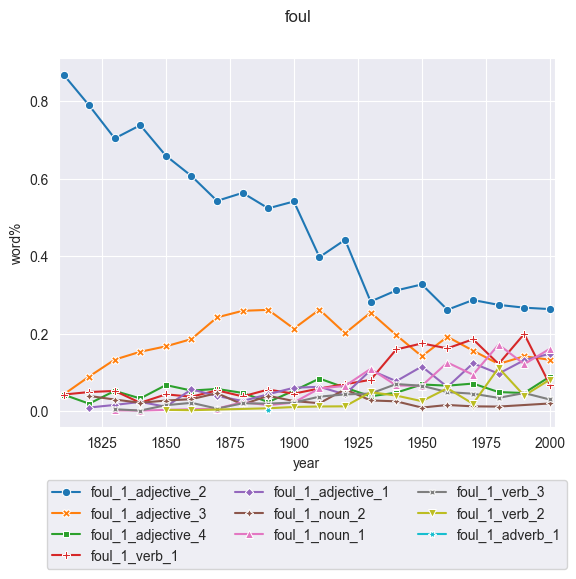 foul
0.8
0.6
0.4
0.2
0.0
word%
1825 1850 1875 1900 1925 1950 1975 2000
year
foul_1_adjective_2 foul_1_adjective_1 foul_1_verb_3
foul_1_adjective_3 foul_1_noun_2 foul_1_verb_2
foul_1_adjective_4 foul_1_noun_1 foul_1_adverb_1
foul_1_verb_1